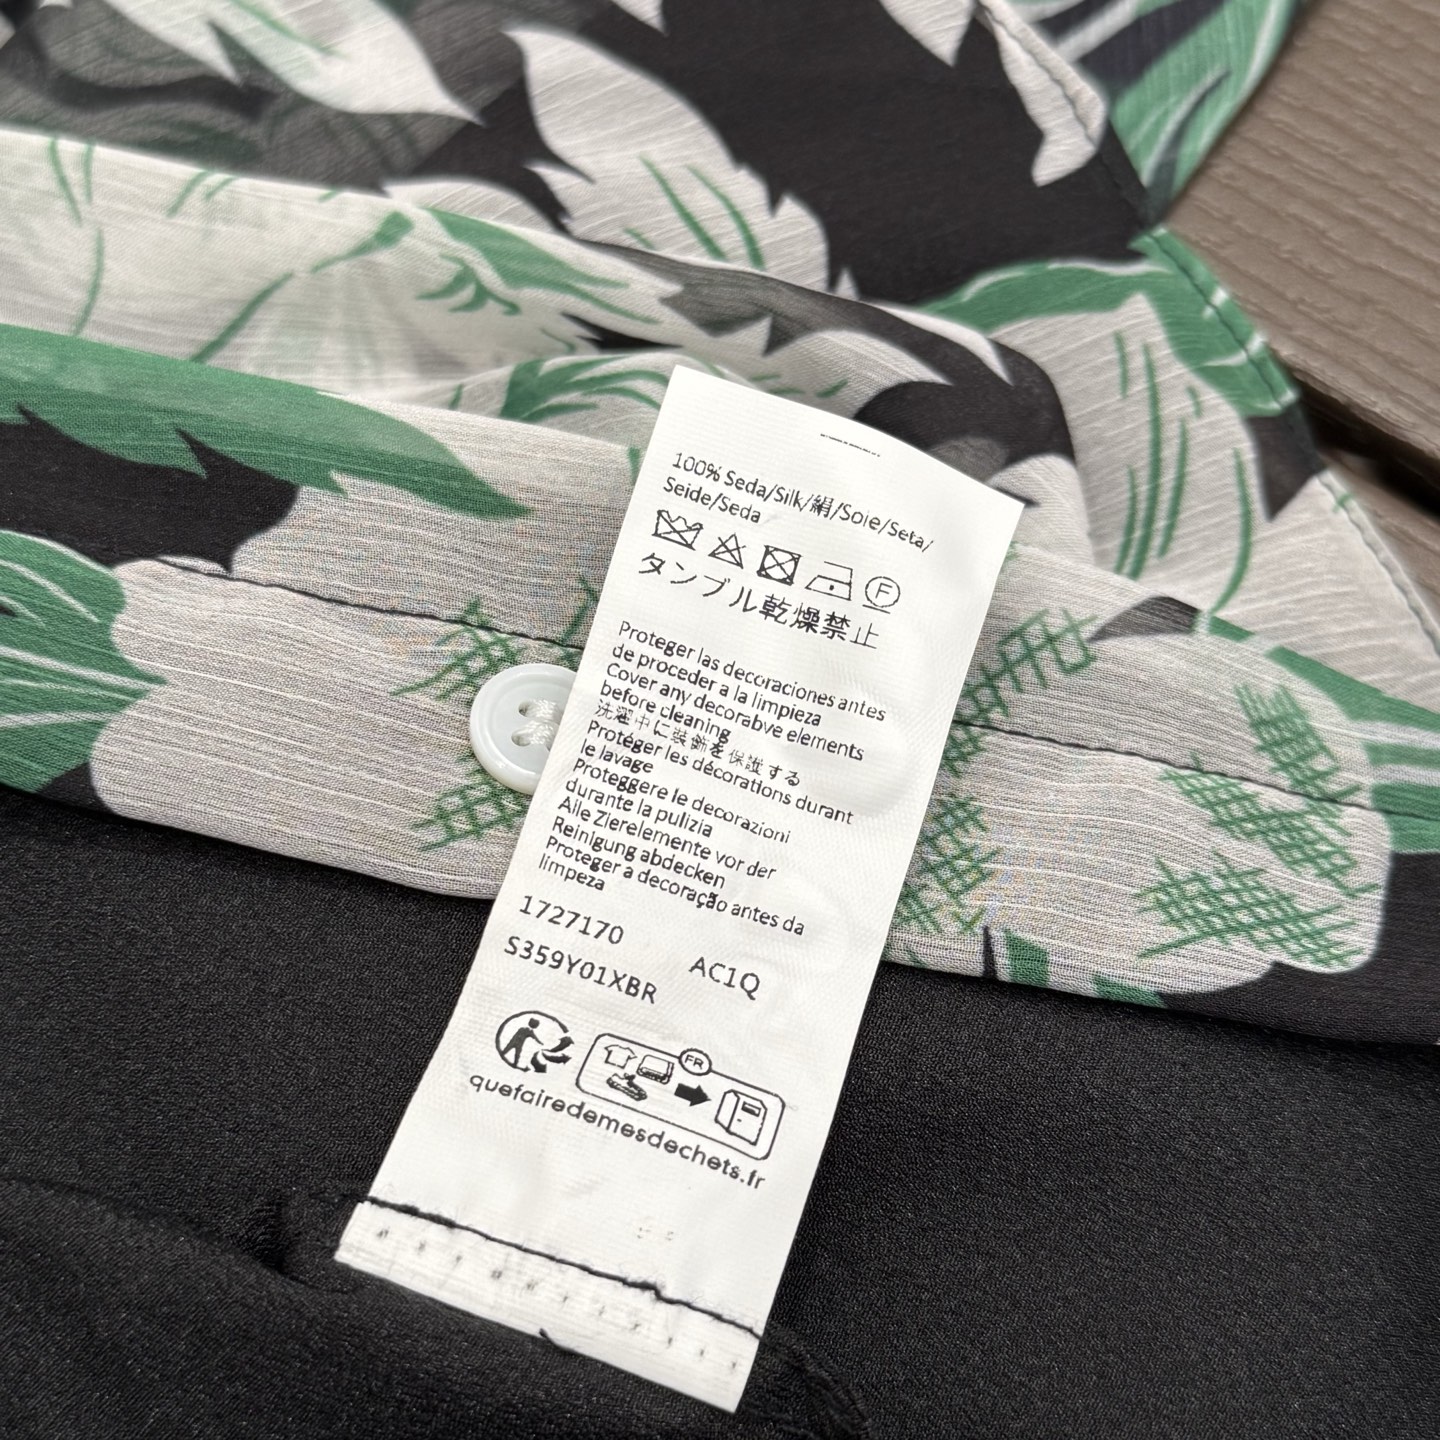 100% Seda/Silk/絹/Soie/Seta/
Seide/Seda
F
タンブル乾燥禁止
Proteger las decoraciones antes
de proceder a la limpieza
Cover any decorabve elements
before cleaning
洗濯中に装飾を保護する
Protéger les décorations durant
le lavage
Proteggere le decorazioni
durante la pulizia
Alle Zierelemente vor der
Reinigung abdecken
Proteger a decoração antes da
limpeza
1727170
AC1Q
S359Y01XBR
FR
quefairedemesdechets.fr